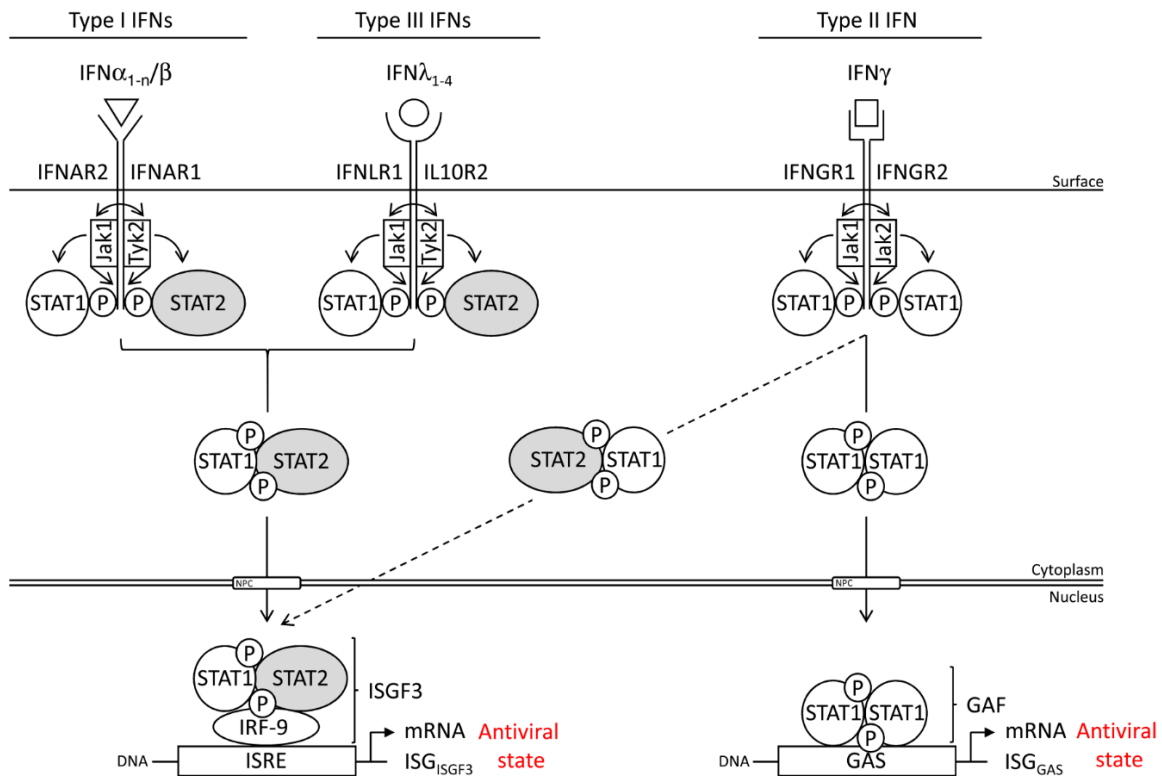 Type I IFNs
Type III IFNs
Type II IFN
IFNα1-n/β
IFNλ1-4
IFNγ
IFNAR2
IFNAR1
IFNLR1
IL10R2
IFNGR1
IFNGR2
Surface
Jak1
Tyk2
Jak1
Tyk2
Jak1
Jak2
STAT1
P
P
STAT2
STAT1
P
P
STAT2
STAT1
P
P
STAT1
P
STAT1
STAT2
P
P
STAT2
STAT1
P
P
STAT1
STAT1
P
NPC
NPC
Cytoplasm
Nucleus
P
STAT1
STAT2
P
IRF-9
ISGF3
DNA
ISRE
mRNA
ISGISGF3
Antiviral
state
P
STAT1
STAT1
P
GAF
DNA
GAS
mRNA
ISGGAS
Antiviral
state